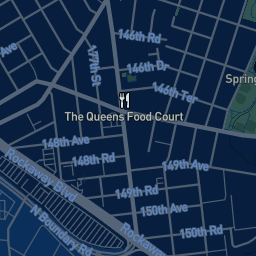 146th Rd
Ave
177th St
146th Dr
Spring
146th Ter
The Queens Food Court
148th Ave
148th Rd
149th Ave
Rockaway Blvd
149th Rd
150th Ave
N Boundary Rd
Rockaway
150th Rd